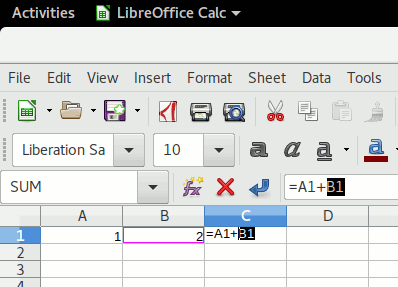 Activities LibreOffice Calc
File Edit View Insert Format Sheet Data Tools
Liberation Sa 10 a a a a
SUM fx =A1+B1
A B C D
1 1 2 =A1+B1
2
3
4